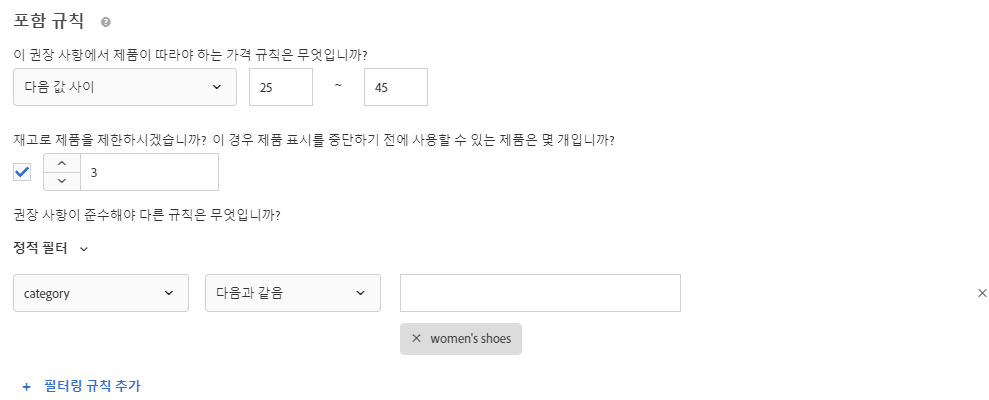 포함 규칙 ?
이 권장 사항에서 제품이 따라야 하는 가격 규칙은 무엇입니까?
다음 값 사이 25 ~ 45
재고로 제품을 제한하시겠습니까? 이 경우 제품 표시를 중단하기 전에 사용할 수 있는 제품은 몇 개입니까?
3
권장 사항이 준수해야 다른 규칙은 무엇입니까?
정적 필터
category 다음과 같음
women's shoes
+ 필터링 규칙 추가